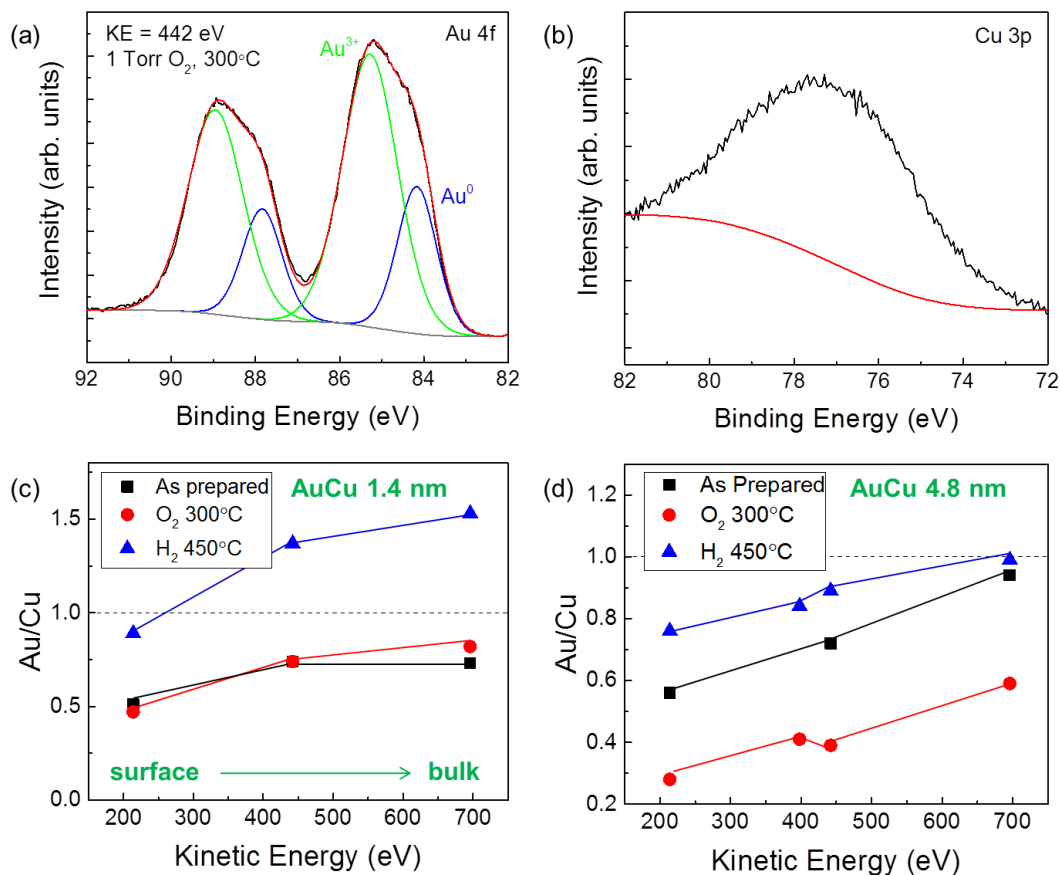 (a)
KE = 442 eV
1 Torr O₂, 300°C
Au 4f
Au³⁺
Au⁰
Intensity (arb. units)
92 90 88 86 84 82
Binding Energy (eV)
(b)
Cu 3p
Intensity (arb. units)
82 80 78 76 74 72
Binding Energy (eV)
(c)
As prepared
O₂ 300°C
H₂ 450°C
AuCu 1.4 nm
Au/Cu
1.5
1.0
0.5
0.0
surface
bulk
200 300 400 500 600 700
Kinetic Energy (eV)
(d)
As Prepared
O₂ 300°C
H₂ 450°C
AuCu 4.8 nm
Au/Cu
1.2
1.0
0.8
0.6
0.4
0.2
200 300 400 500 600 700
Kinetic Energy (eV)